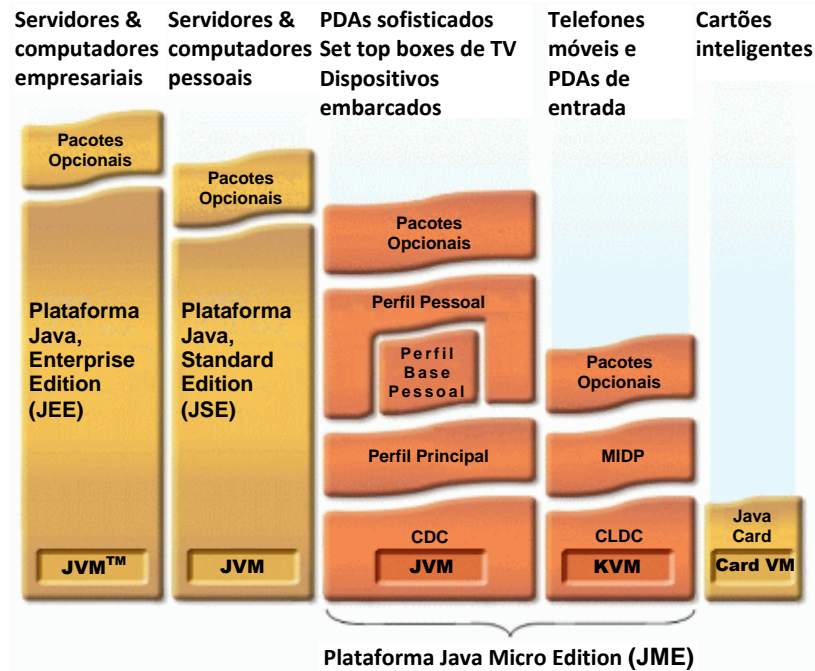 Servidores &
computadores
empresariais
Servidores &
computadores
pessoais
PDAs sofisticados
Set top boxes de TV
Dispositivos
embarcados
Telefones
móveis e
PDAs de
entrada
Cartões
inteligentes
Pacotes
Opcionais
Plataforma
Java,
Enterprise
Edition
(JEE)
JVM™
Pacotes
Opcionais
Plataforma
Java,
Standard
Edition
(JSE)
JVM
Pacotes
Opcionais
Perfil Pessoal
Perfil
Base
Pessoal
Perfil Principal
CDC
JVM
Pacotes
Opcionais
MIDP
CLDC
KVM
Java
Card
Card VM
Plataforma Java Micro Edition (JME)